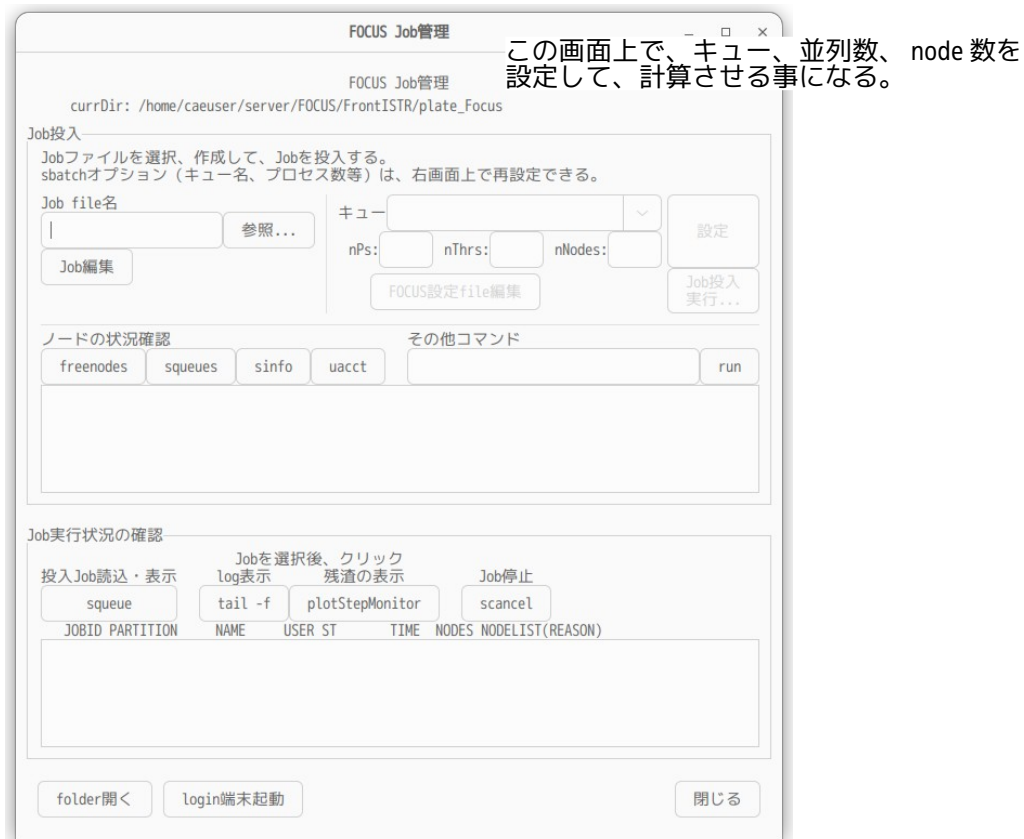 FOCUS Job管理
この画面上で、キュー、並列数、 node 数を
設定して、計算させる事になる。
FOCUS Job管理
currDir: /home/caeuser/server/FOCUS/FrontISTR/plate_Focus
Job投入
Jobファイルを選択、作成して、Jobを投入する。
sbatchオプション（キュー名、プロセス数等）は、右画面上で再設定できる。
Job file名
参照...
Job編集
キュー
設定
nPs:
nThrs:
nNodes:
FOCUS設定file編集
Job投入
実行...
ノードの状況確認
その他コマンド
freenodes
squeues
sinfo
uacct
run
Job実行状況の確認
Jobを選択後、クリック
投入Job読込・表示
log表示
残渣の表示
Job停止
squeue
tail -f
plotStepMonitor
scancel
JOBID PARTITION NAME USER ST TIME NODES NODELIST(REASON)
folder開く
login端末起動
閉じる